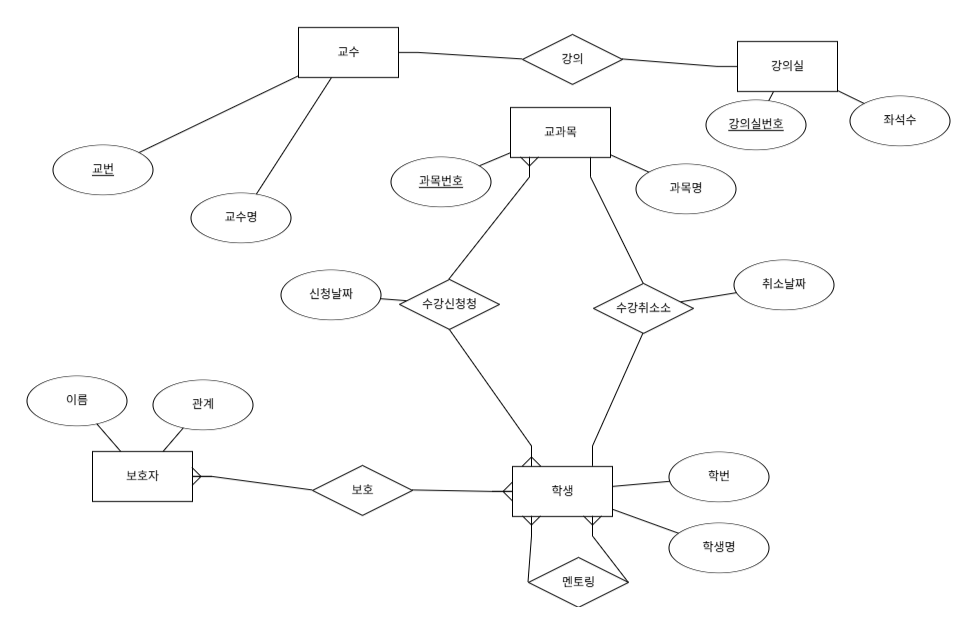 교수
강의
강의실
교과목
강의실번호
좌석수
교번
과목번호
과목명
교수명
신청날짜
수강신청청
수강취소소
취소날짜
이름
관계
보호자
보호
학생
학번
학생명
멘토링